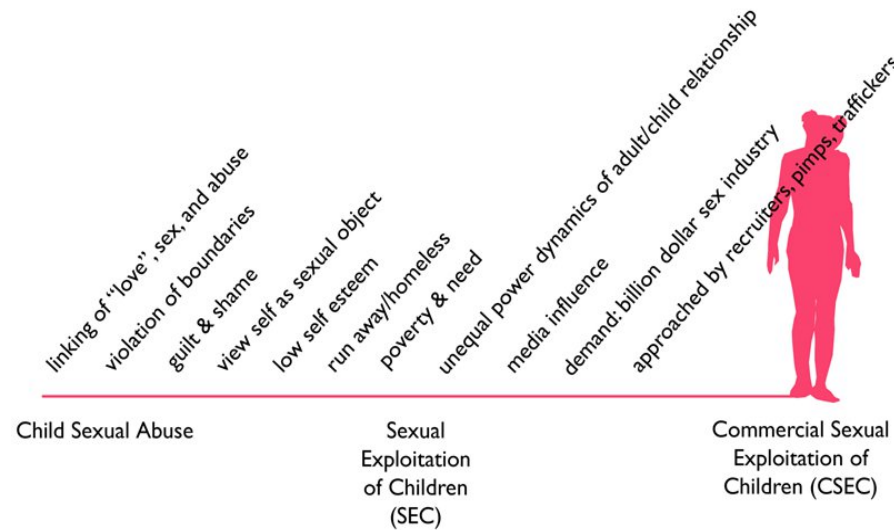 linking of “love”, sex, and abuse
violation of boundaries
guilt & shame
view self as sexual object
low self esteem
run away/homeless
poverty & need
unequal power dynamics of adult/child relationship
media influence
demand: billion dollar sex industry
approached by recruiters, pimps, traffickers
Child Sexual Abuse
Sexual
Exploitation
of Children
(SEC)
Commercial Sexual
Exploitation of
Children (CSEC)